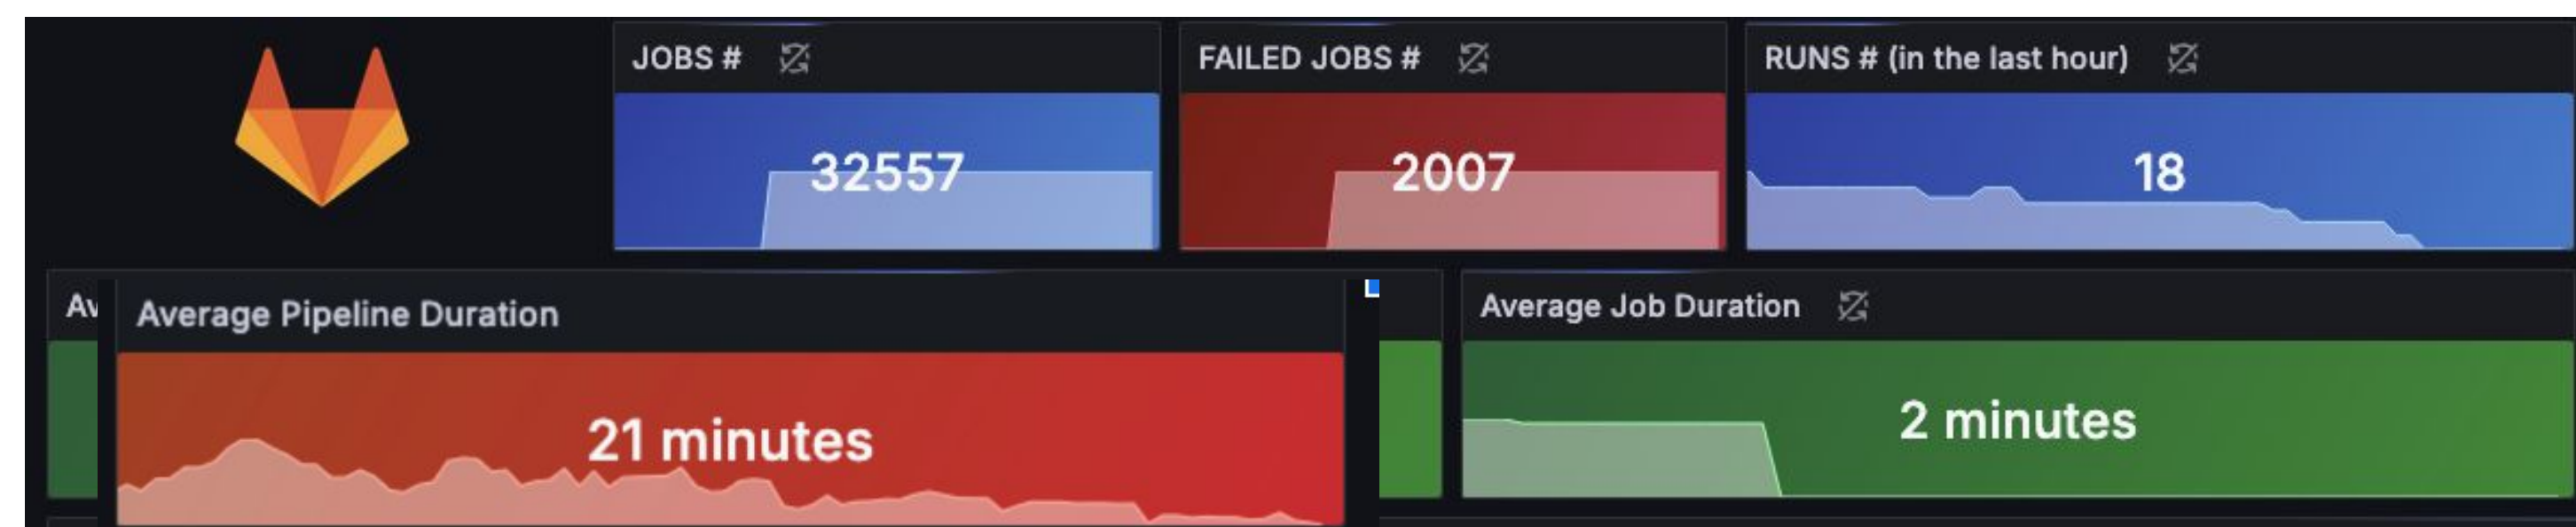 JOBS #
FAILED JOBS #
RUNS # (in the last hour)
32557
2007
18
Av
Average Pipeline Duration
Average Job Duration
21 minutes
2 minutes